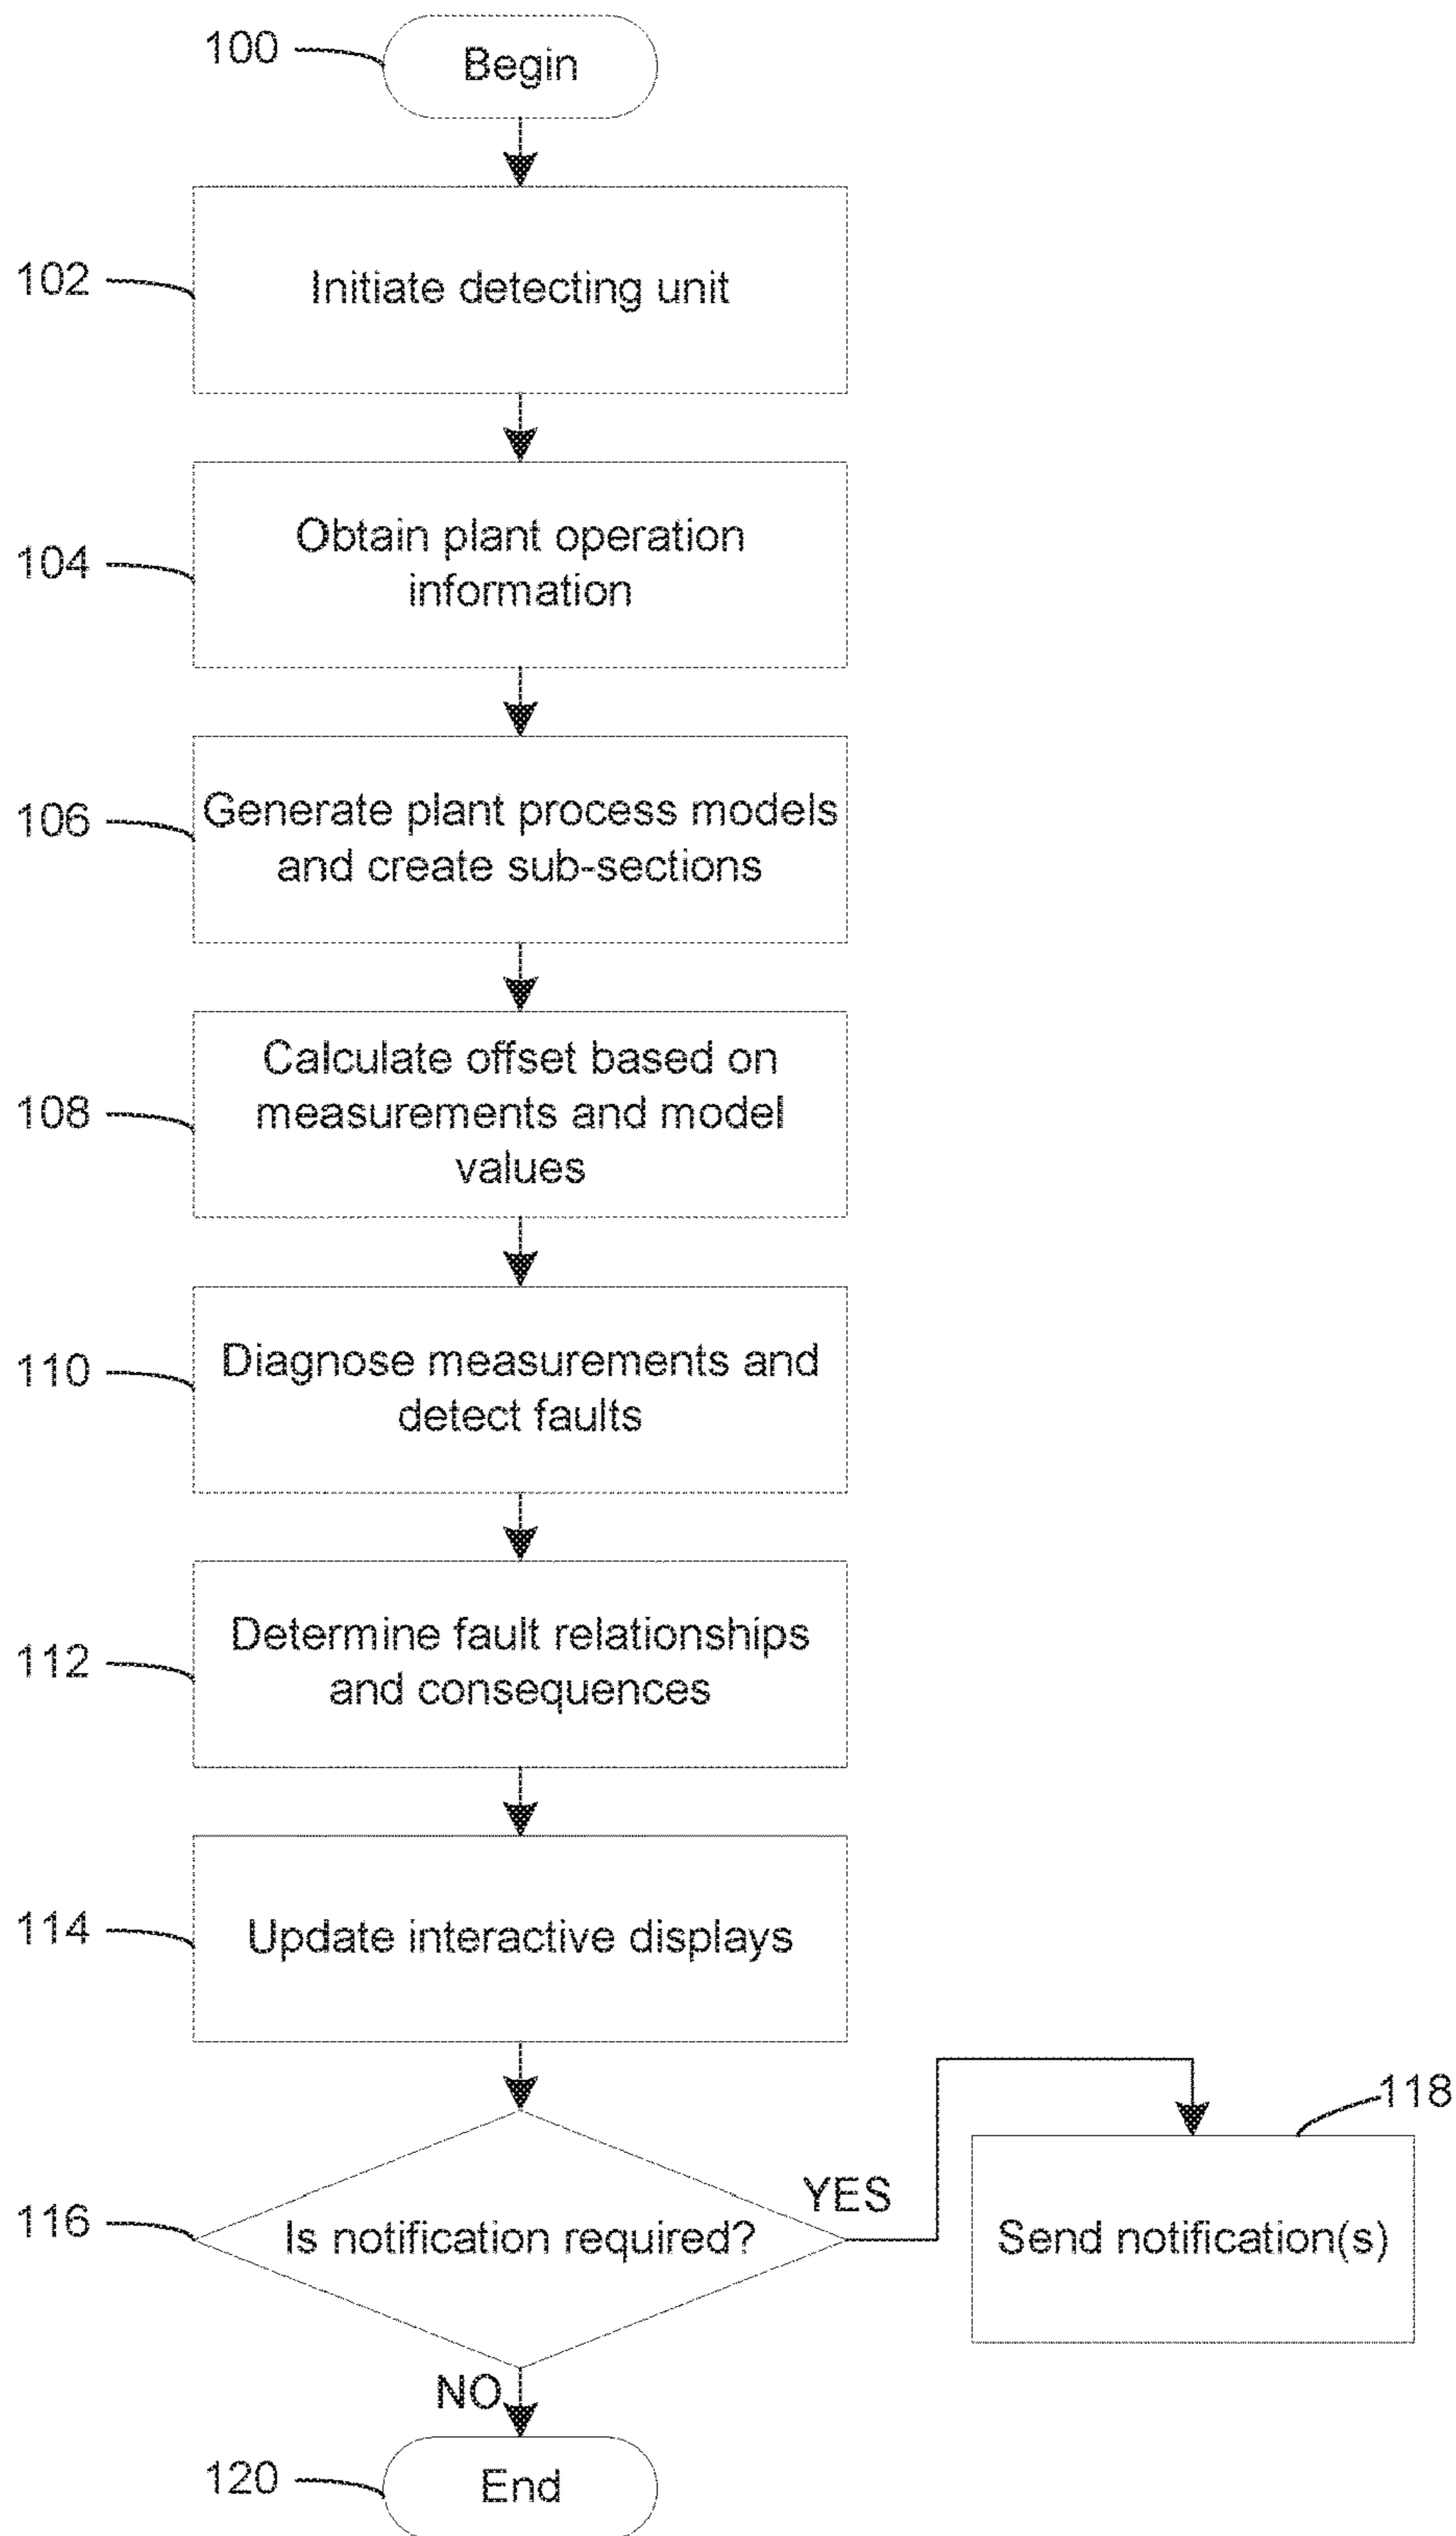 100
Begin
102
Initiate detecting unit
104
Obtain plant operation
information
106
Generate plant process models
and create sub-sections
108
Calculate offset based on
measurements and model
values
110
Diagnose measurements and
detect faults
112
Determine fault relationships
and consequences
114
Update interactive displays
116
Is notification required?
YES
118
Send notification(s)
NO
120
End